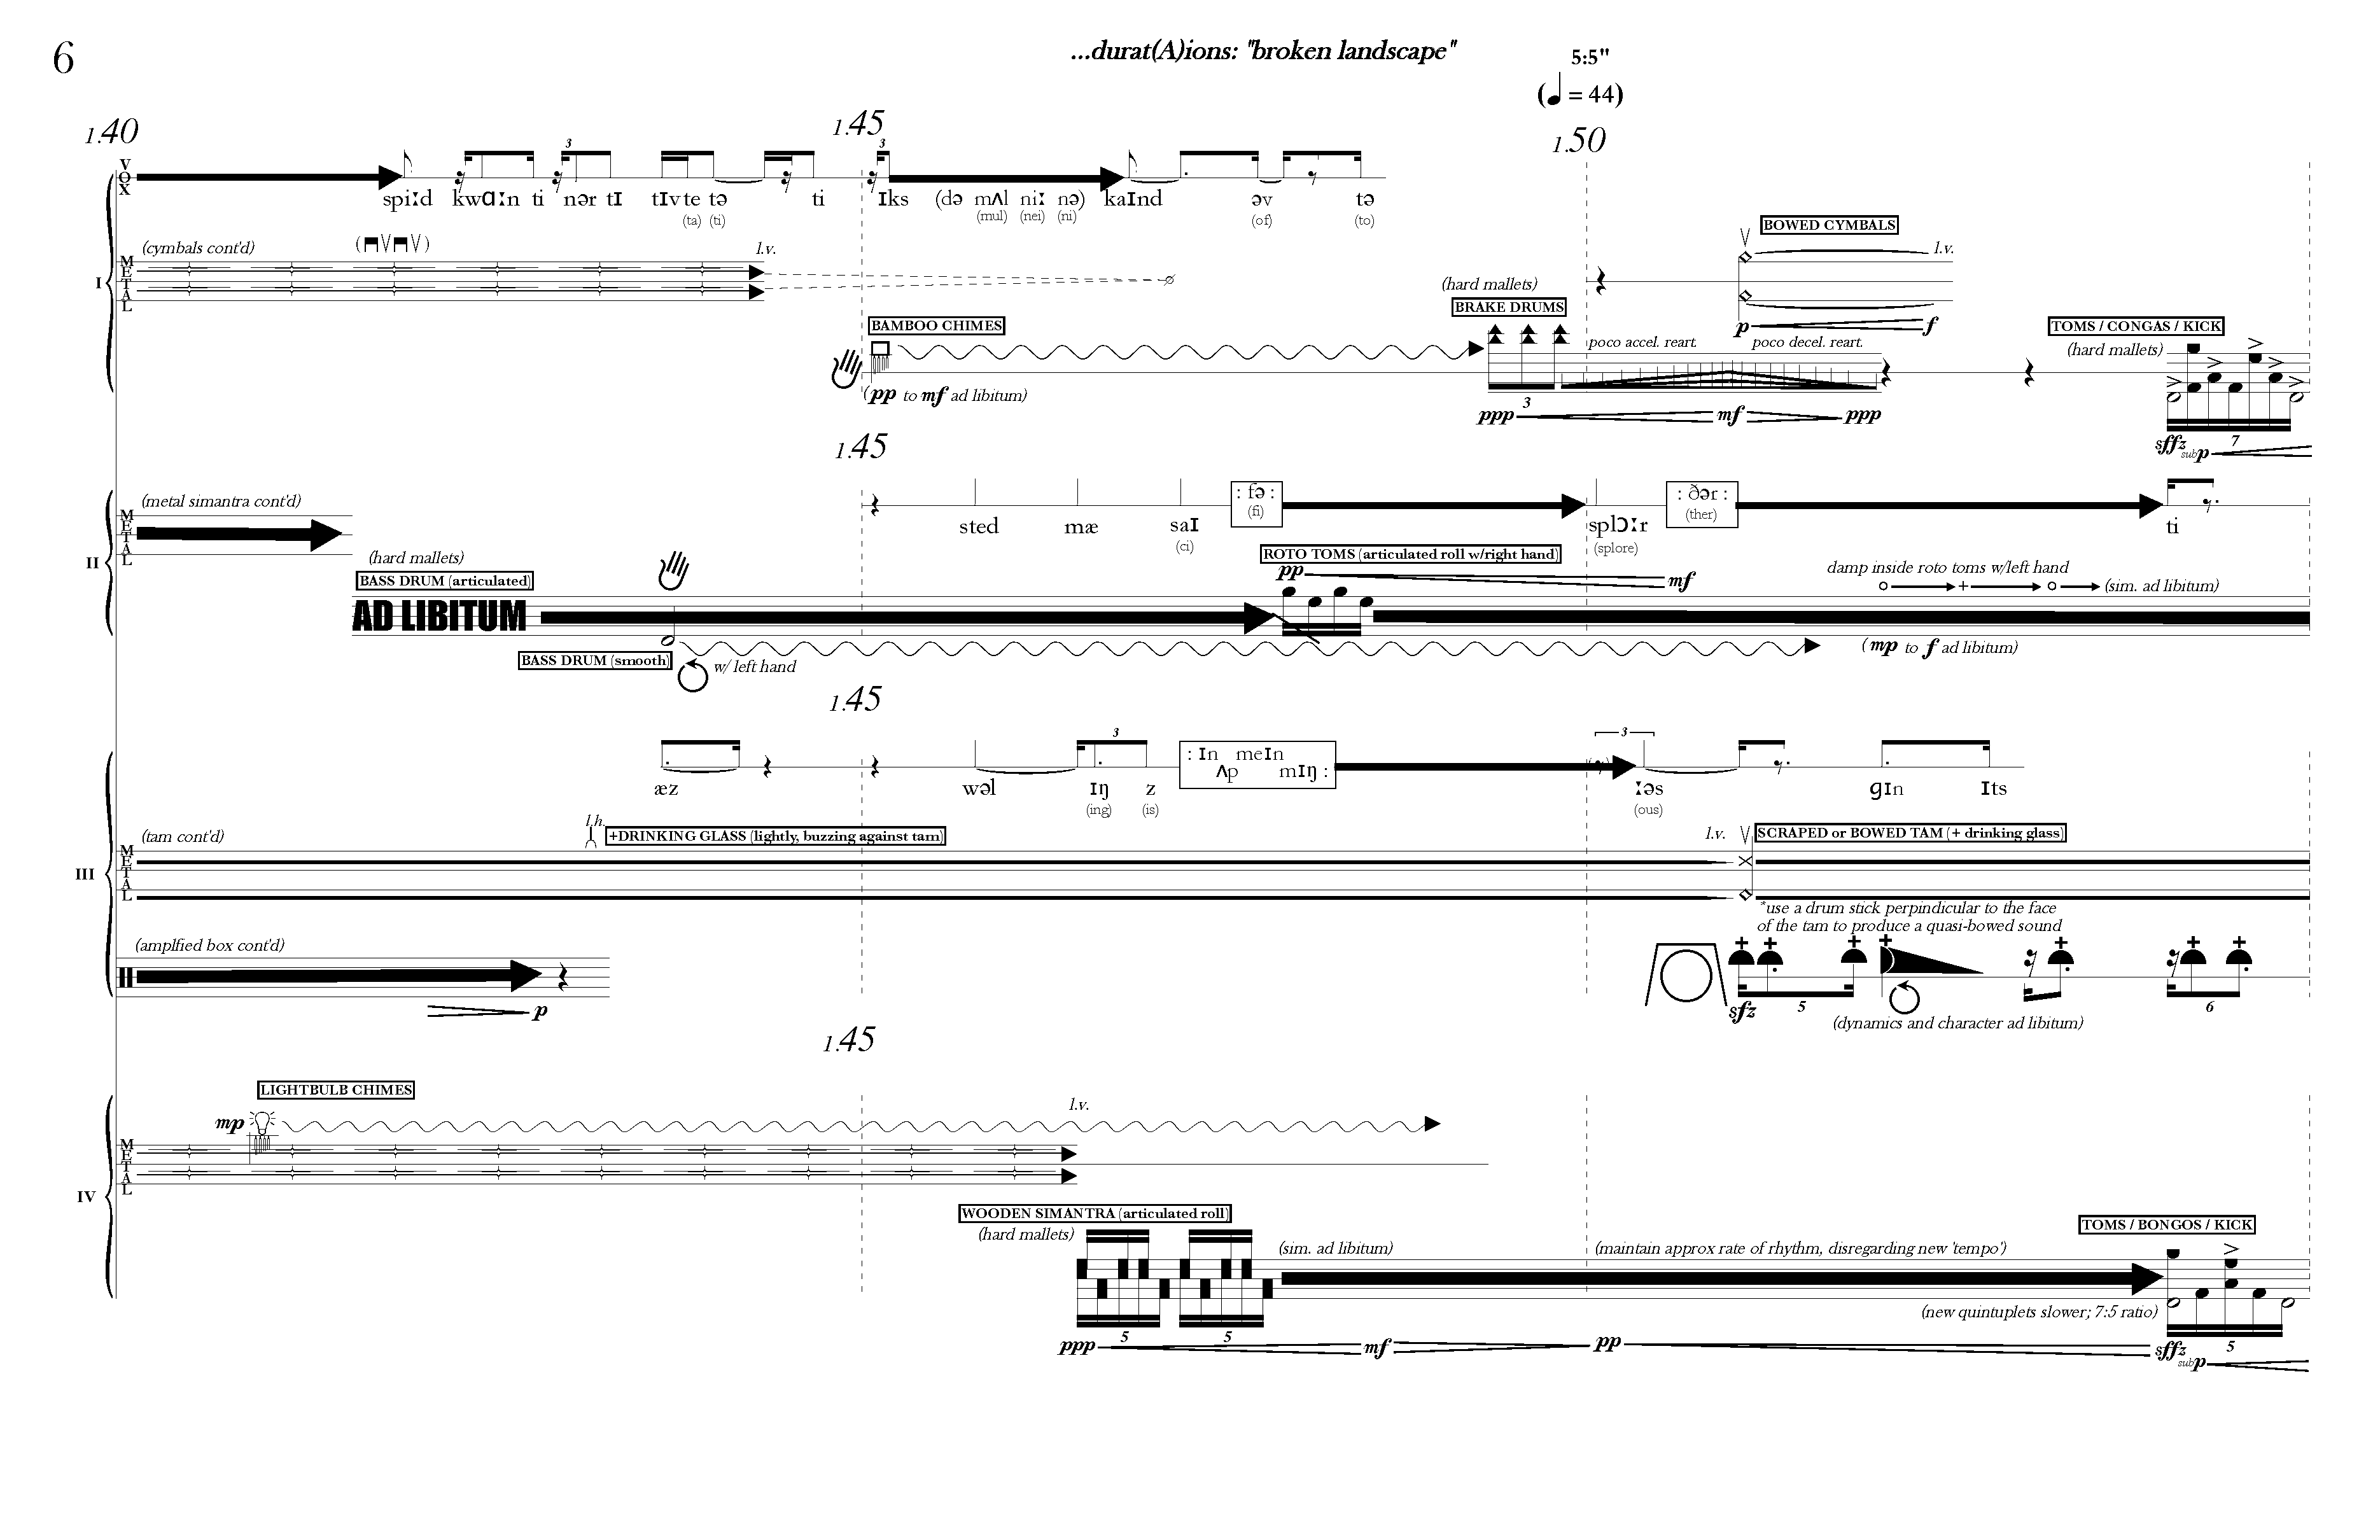 6
...durat(A)ions: "broken landscape"
5:5"
(♩ = 44)
1.40
1.45
1.50
VOX
spiːd kwɑːn ti nər tɪ tɪv te tə ti ɪks (də mʌl niː nə) kaɪnd əv tə
(ta) (ti) (mul) (nei) (ni) (of) (to)
I
METAL
(cymbals cont'd)
l.v.
BOWED CYMBALS
l.v.
p f
BAMBOO CHIMES
(pp to mf ad libitum)
(hard mallets)
BRAKE DRUMS
3
poco accel. reart. poco decel. reart.
ppp mf ppp
TOMS / CONGAS / KICK
(hard mallets)
7
sffz sub p
1.45
II
METAL
(metal simantra cont'd)
sted mæ saɪ : fə : splɔːr : ðər : ti
(ci) (fi) (splore) (ther)
(hard mallets)
BASS DRUM (articulated)
AD LIBITUM
BASS DRUM (smooth)
w/ left hand
ROTO TOMS (articulated roll w/right hand)
pp mf
damp inside roto toms w/left hand
(sim. ad libitum)
(mp to f ad libitum)
1.45
III
æz wəl ɪŋ z : ɪn meɪn ʌp mɪŋ : ːəs gɪn ɪts
(ing) (is) (ous)
3 3
METAL
(tam cont'd)
l.h.
+DRINKING GLASS (lightly, buzzing against tam)
l.v.
SCRAPED or BOWED TAM (+ drinking glass)
*use a drum stick perpindicular to the face
of the tam to produce a quasi-bowed sound
(amplfied box cont'd)
p
sfz 5 6
(dynamics and character ad libitum)
1.45
IV
LIGHTBULB CHIMES
mp
l.v.
METAL
WOODEN SIMANTRA (articulated roll)
(hard mallets)
(sim. ad libitum)
(maintain approx rate of rhythm, disregarding new 'tempo')
TOMS / BONGOS / KICK
(new quintuplets slower; 7:5 ratio)
5 5 5
ppp mf pp sffz sub p